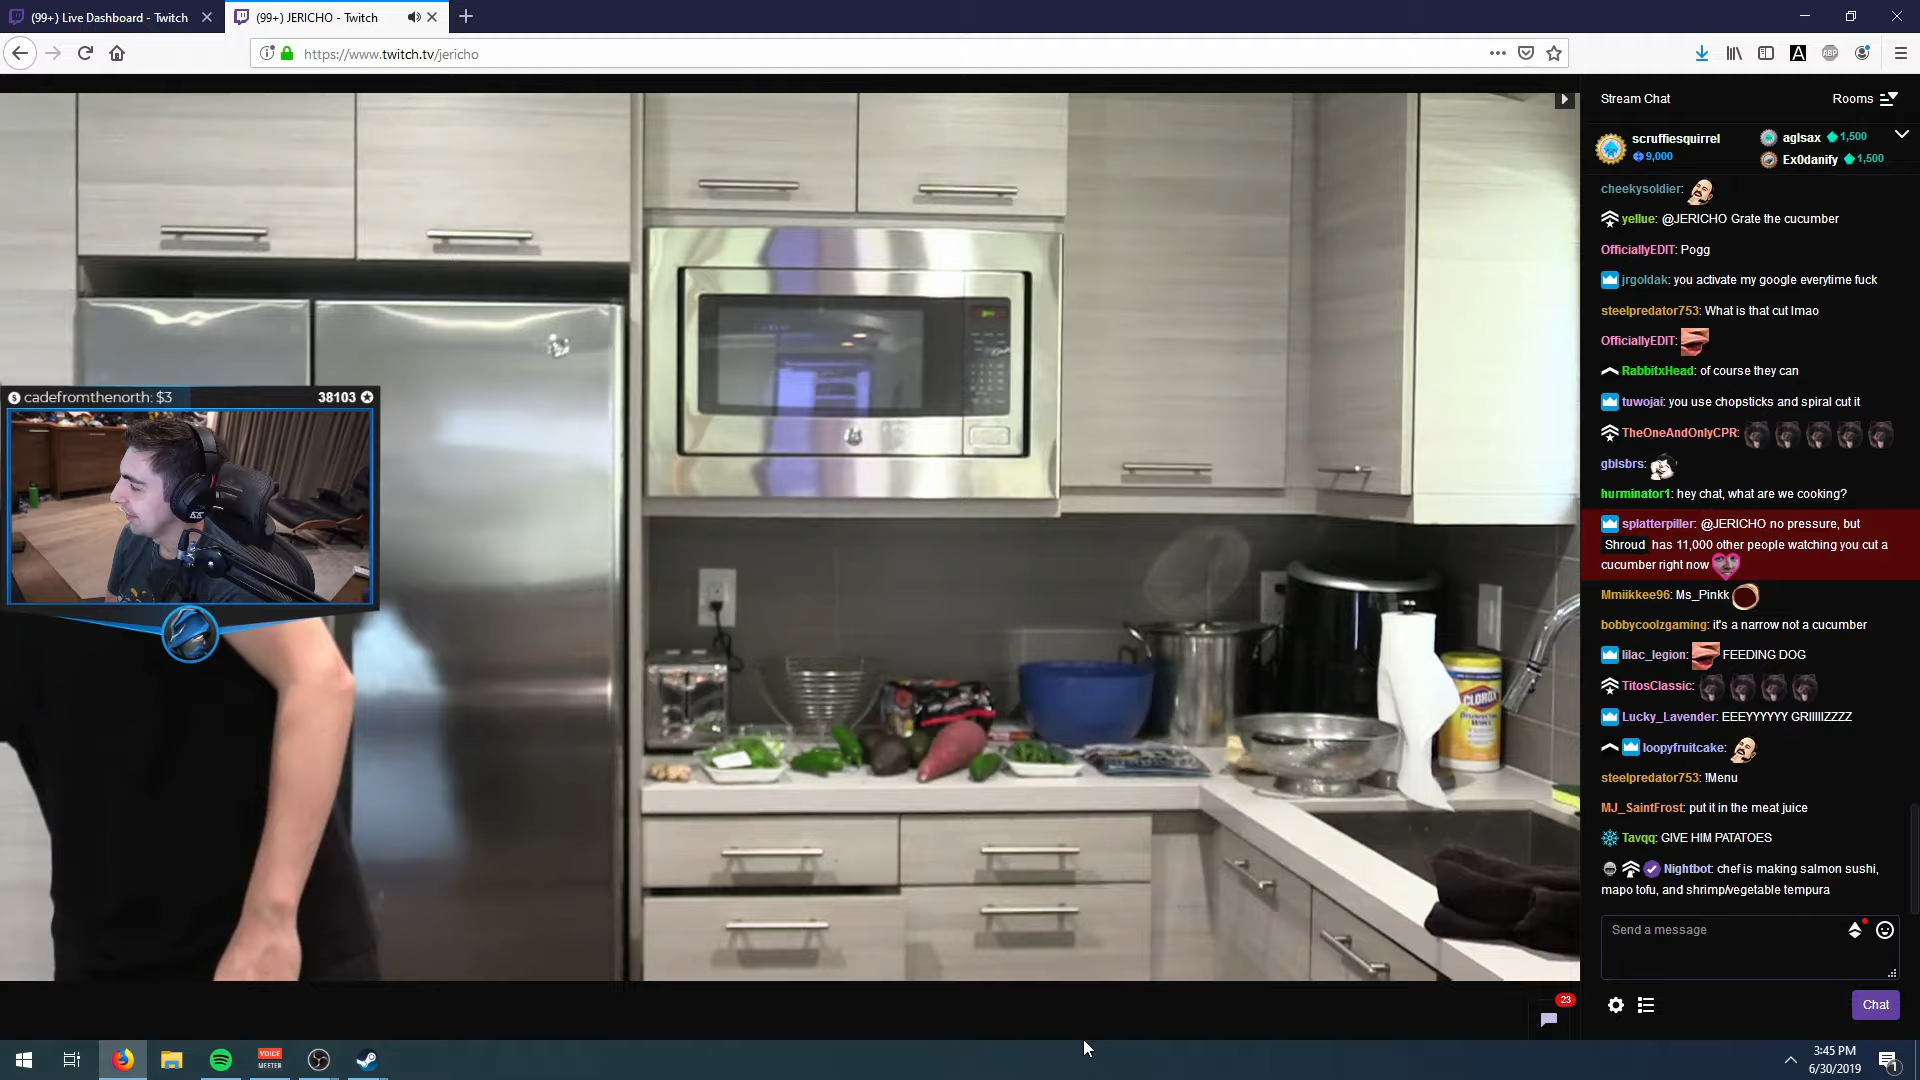 (99+) Live Dashboard - Twitch
(99+) JERICHO - Twitch
https://www.twitch.tv/jericho
A
ABP
Stream Chat
Rooms
scruffiesquirrel
9,000
aglsax 1,500
Ex0danify 1,500
cheekysoldier:
yellue: @JERICHO Grate the cucumber
OfficiallyEDIT: Pogg
jrgoldak: you activate my google everytime fuck
steelpredator753: What is that cut lmao
OfficiallyEDIT:
RabbitxHead: of course they can
tuwojai: you use chopsticks and spiral cut it
TheOneAndOnlyCPR:
gblsbrs:
hurminator1: hey chat, what are we cooking?
splatterpiller: @JERICHO no pressure, but
Shroud has 11,000 other people watching you cut a
cucumber right now
Mmiikkee96: Ms_Pinkk
bobbycoolzgaming: it's a narrow not a cucumber
lilac_legion: FEEDING DOG
TitosClassic:
Lucky_Lavender: EEEYYYYYY GRIIIIIZZZZ
loopyfruitcake:
steelpredator753: !Menu
MJ_SaintFrost: put it in the meat juice
Tavqq: GIVE HIM PATATOES
Nightbot: chef is making salmon sushi,
mapo tofu, and shrimp/vegetable tempura
Send a message
Chat
23
cadefromthenorth: $3
38103
CLOROX
VOICE
MEETER
3:45 PM
6/30/2019
1